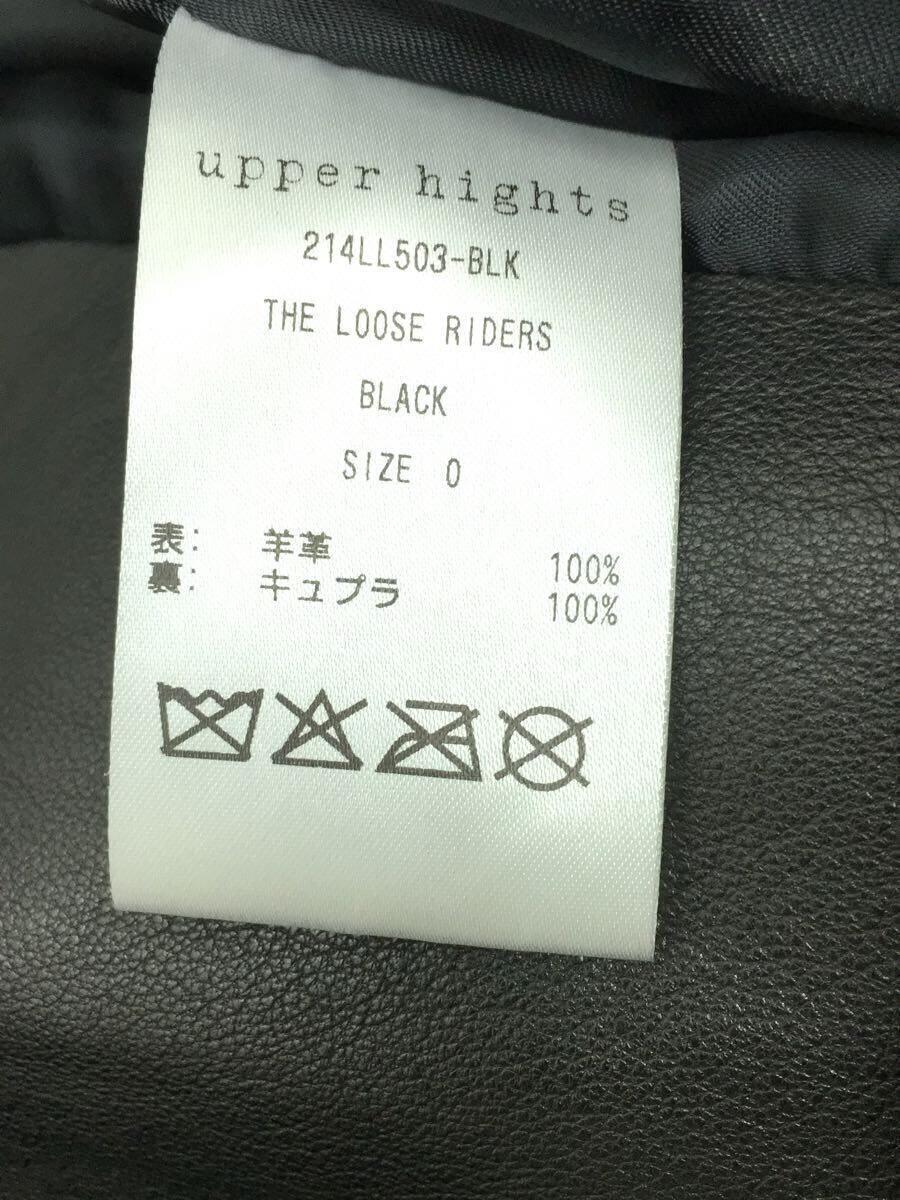 upper hights
214LL503-BLK
THE LOOSE RIDERS
BLACK
SIZE 0
表: 羊革 100%
裏: キュプラ 100%